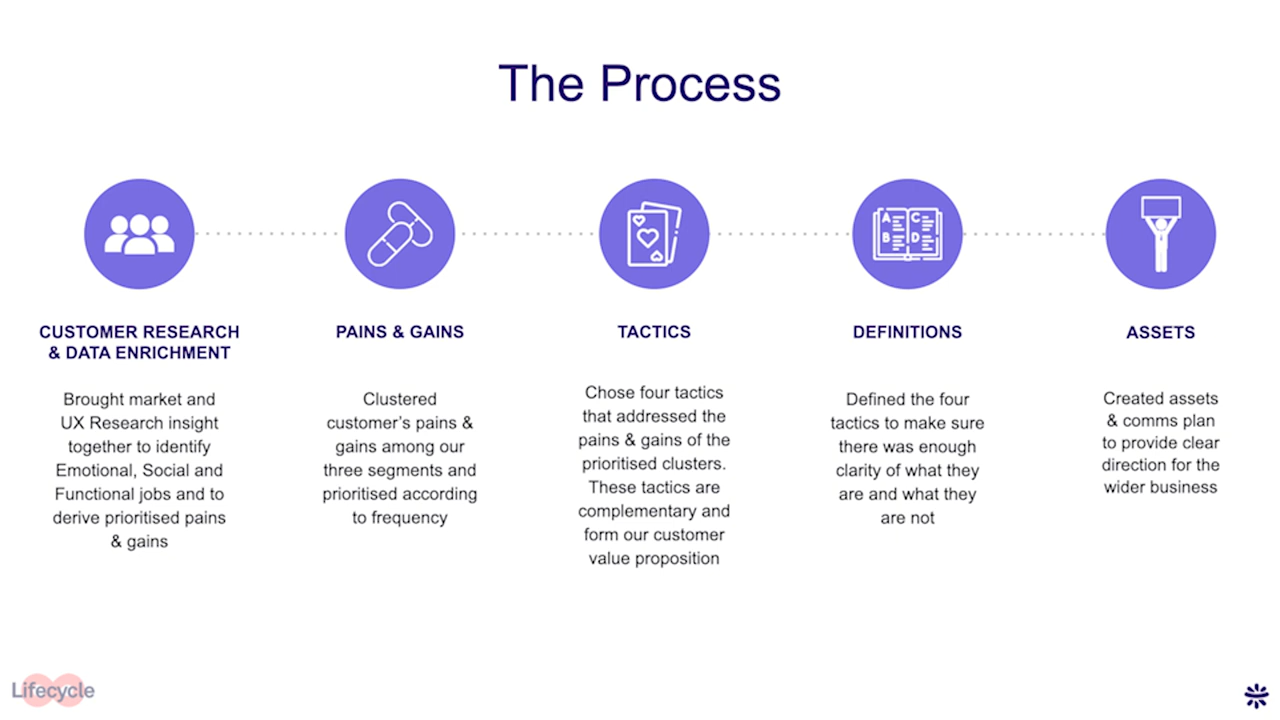 The Process
CUSTOMER RESEARCH
& DATA ENRICHMENT
Brought market and
UX Research insight
together to identify
Emotional, Social and
Functional jobs and to
derive prioritised pains
& gains
PAINS & GAINS
Clustered
customer’s pains &
gains among our
three segments and
prioritised according
to frequency
TACTICS
Chose four tactics
that addressed the
pains & gains of the
prioritised clusters.
These tactics are
complementary and
form our customer
value proposition
A
B
C
D
DEFINITIONS
Defined the four
tactics to make sure
there was enough
clarity of what they
are and what they
are not
ASSETS
Created assets
& comms plan
to provide clear
direction for the
wider business
Lifecycle